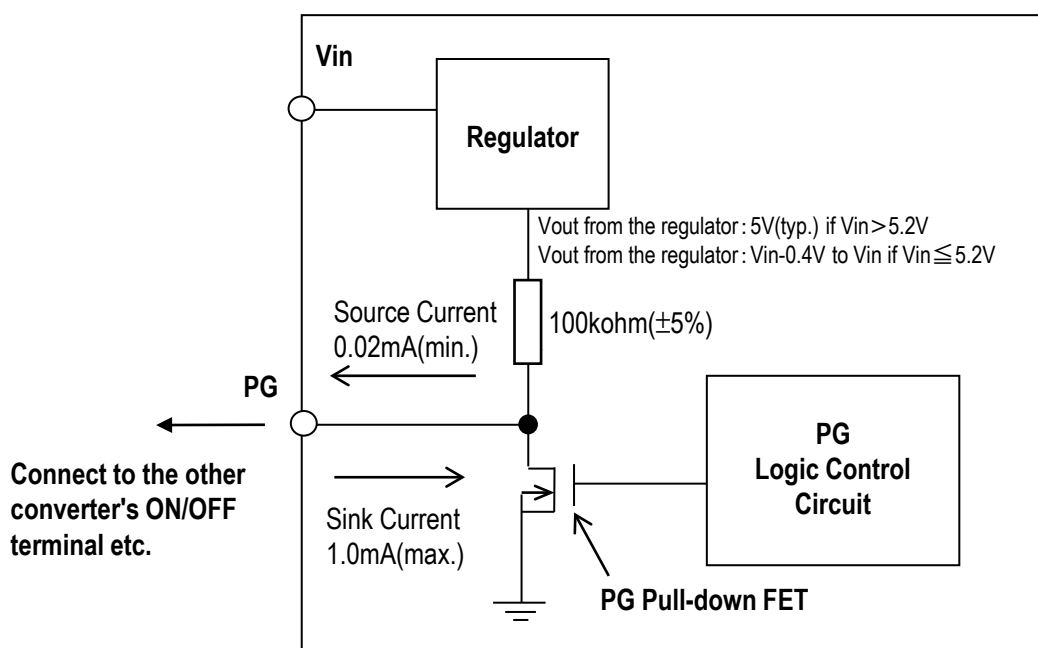 Vin
Regulator
Vout from the regulator : 5V(typ.) if Vin＞5.2V
Vout from the regulator : Vin-0.4V to Vin if Vin≦5.2V
Source Current
0.02mA(min.)
100kohm(±5%)
PG
Connect to the other
converter's ON/OFF
terminal etc.
Sink Current
1.0mA(max.)
PG
Logic Control
Circuit
PG Pull-down FET